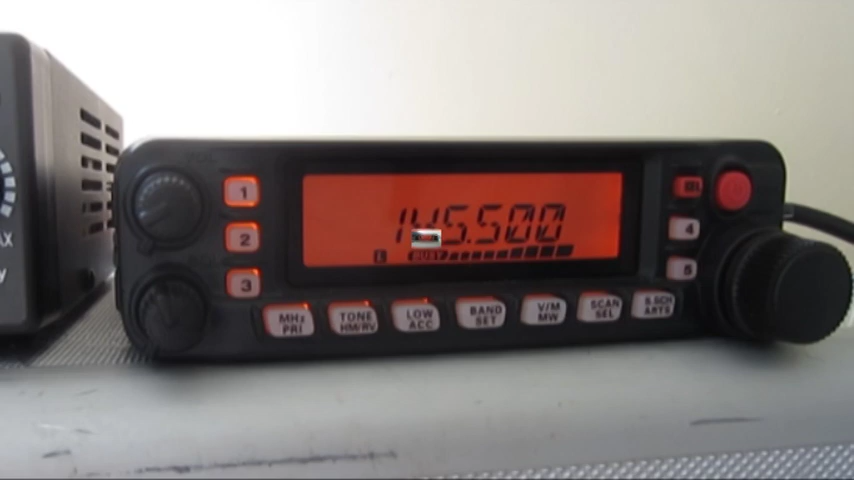 1
2
3
145.500
L BUSY
4
5
MHz PRI
TONE HM/RV
LOW ACC
BAND SET
V/M MW
SCAN SEL
S.SCH ARTS
AX